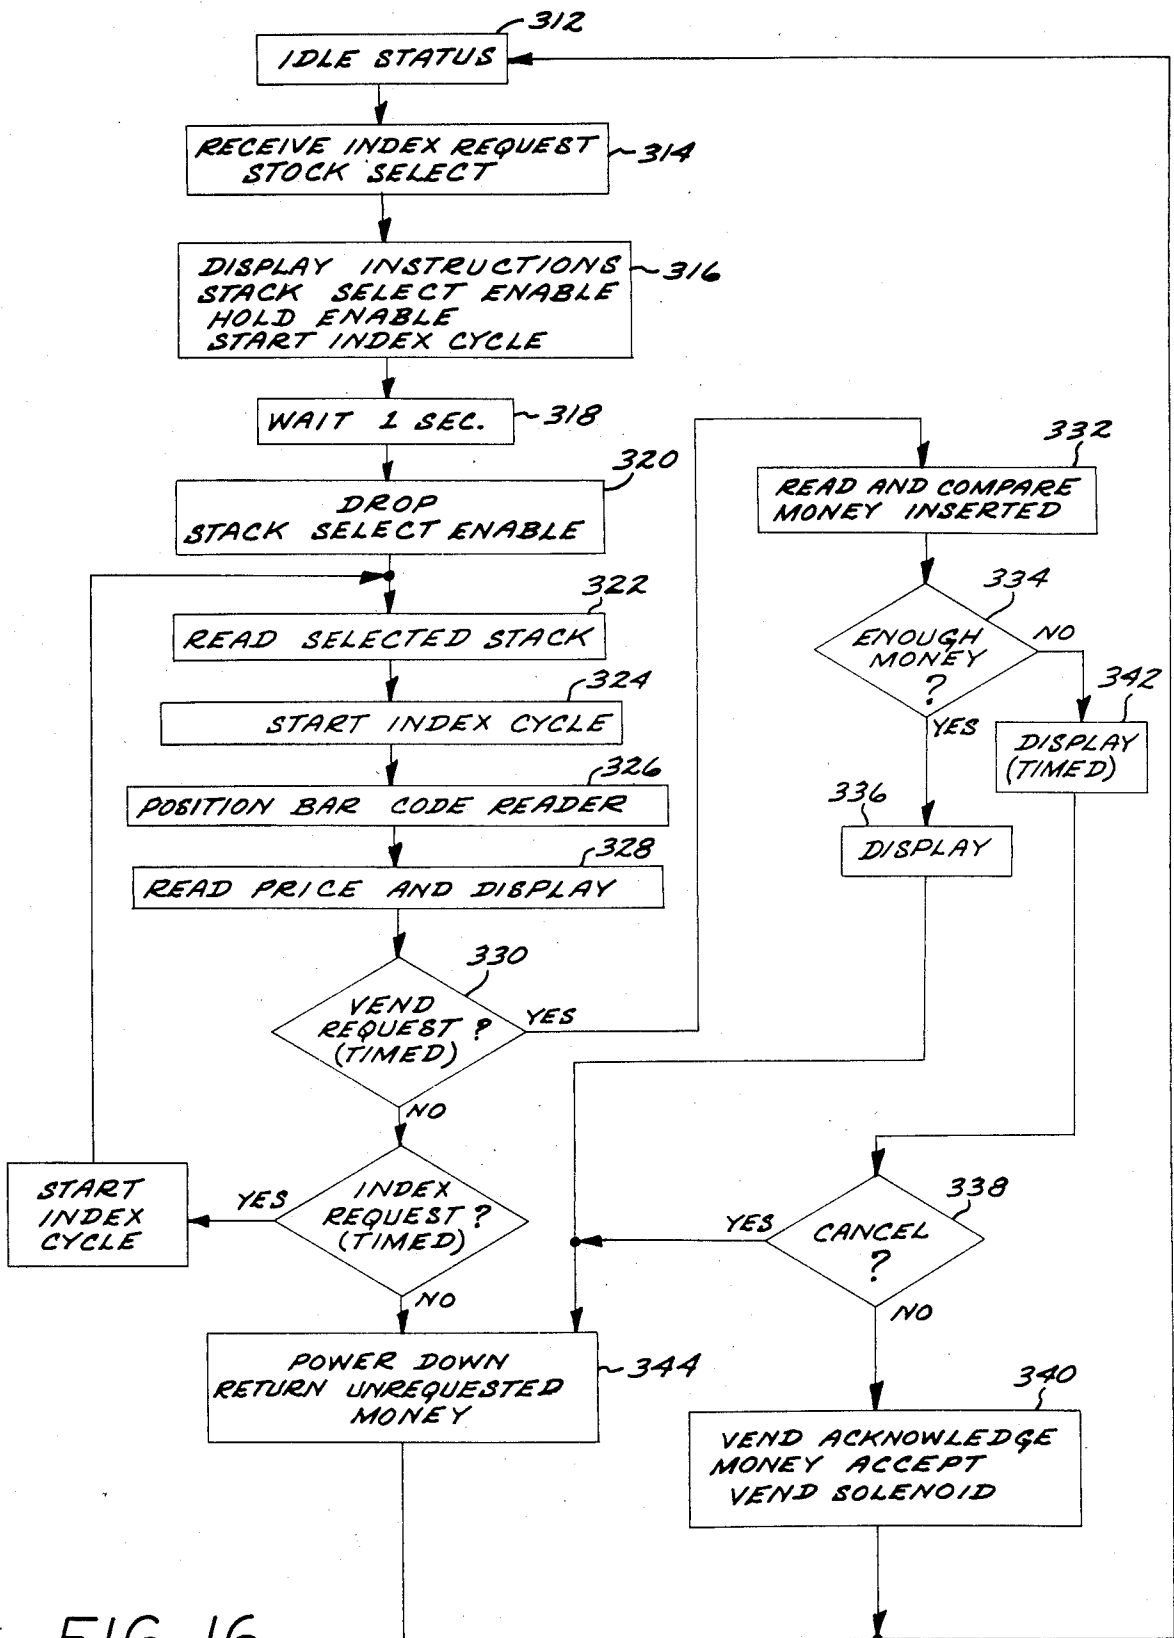 312
IDLE STATUS
RECEIVE INDEX REQUEST
STOCK SELECT
314
DISPLAY INSTRUCTIONS
STACK SELECT ENABLE
HOLD ENABLE
START INDEX CYCLE
316
WAIT 1 SEC.
318
320
DROP
STACK SELECT ENABLE
322
READ SELECTED STACK
324
START INDEX CYCLE
326
POSITION BAR CODE READER
328
READ PRICE AND DISPLAY
330
VEND
REQUEST ?
(TIMED)
YES
NO
INDEX
REQUEST ?
(TIMED)
YES
NO
START
INDEX
CYCLE
332
READ AND COMPARE
MONEY INSERTED
334
ENOUGH
MONEY
?
NO
YES
342
DISPLAY
(TIMED)
336
DISPLAY
338
CANCEL
?
YES
NO
POWER DOWN
RETURN UNREQUESTED
MONEY
344
340
VEND ACKNOWLEDGE
MONEY ACCEPT
VEND SOLENOID
FIG. 16